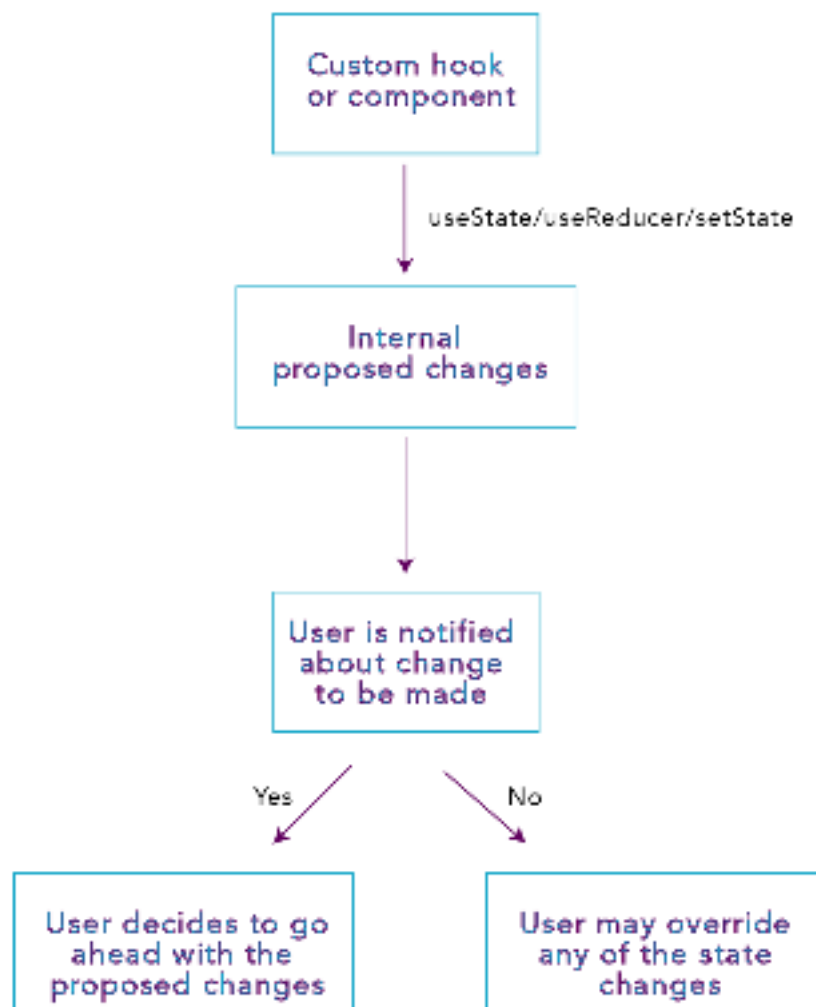 Custom hook
or component
useState/useReducer/setState
Internal
proposed changes
User is notified
about change
to be made
Yes
No
User decides to go
ahead with the
proposed changes
User may override
any of the state
changes